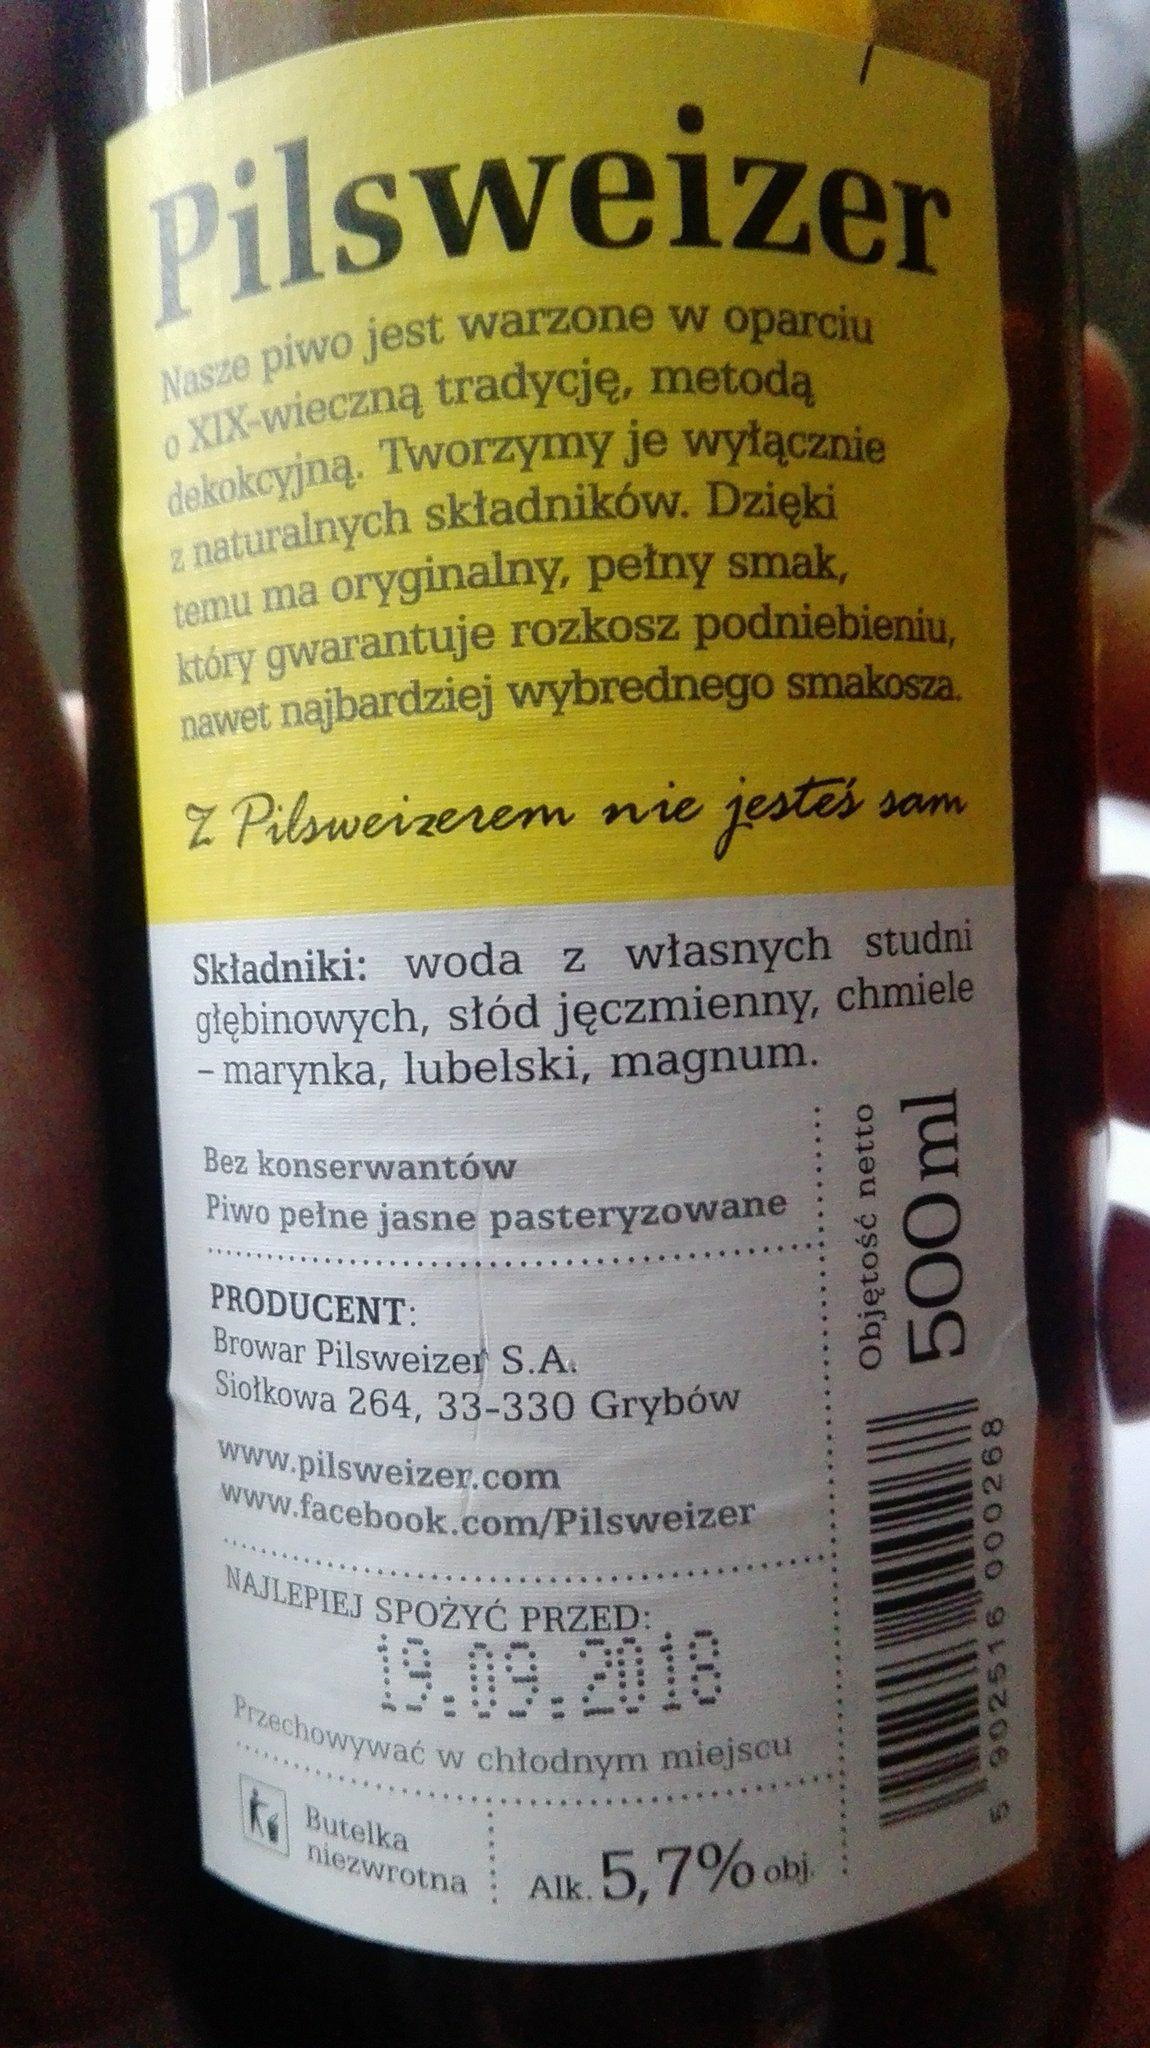 Pilsweizer
Nasze piwo jest warzone w oparciu
o XIX-wieczną tradycję, metodą
dekokcyjną. Tworzymy je wyłącznie
z naturalnych składników. Dzięki
temu ma oryginalny, pełny smak,
który gwarantuje rozkosz podniebieniu,
nawet najbardziej wybrednego smakosza.
Z Pilsweizerem nie jesteś sam
Składniki: woda z własnych studni
głębinowych, słód jęczmienny, chmiele
– marynka, lubelski, magnum.
Bez konserwantów
Piwo pełne jasne pasteryzowane
Objętość netto
500 ml
PRODUCENT:
Browar Pilsweizer S.A.
Siołkowa 264, 33-330 Grybów
www.pilsweizer.com
www.facebook.com/Pilsweizer
NAJLEPIEJ SPOŻYĆ PRZED:
19.09.2018
Przechowywać w chłodnym miejscu
Butelka
niezwrotna
Alk. 5,7% obj.
5 902516 000268